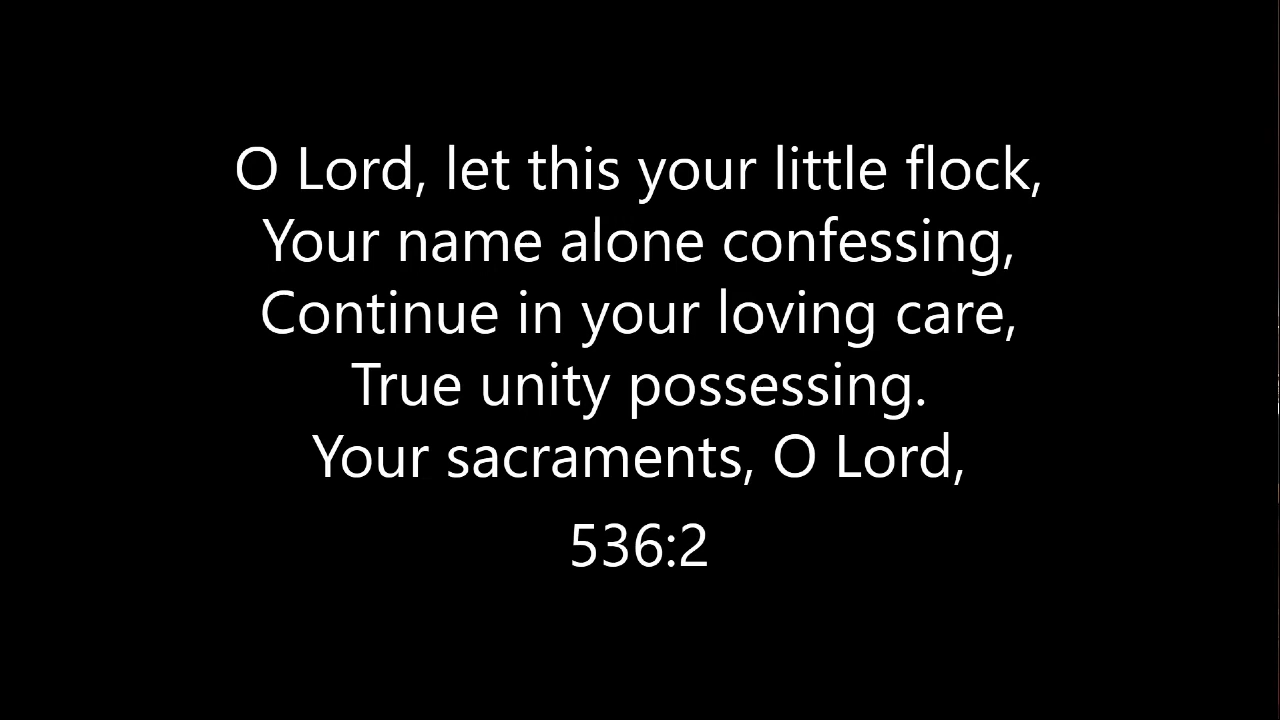 O Lord, let this your little flock,
Your name alone confessing,
Continue in your loving care,
True unity possessing.
Your sacraments, O Lord,
536:2